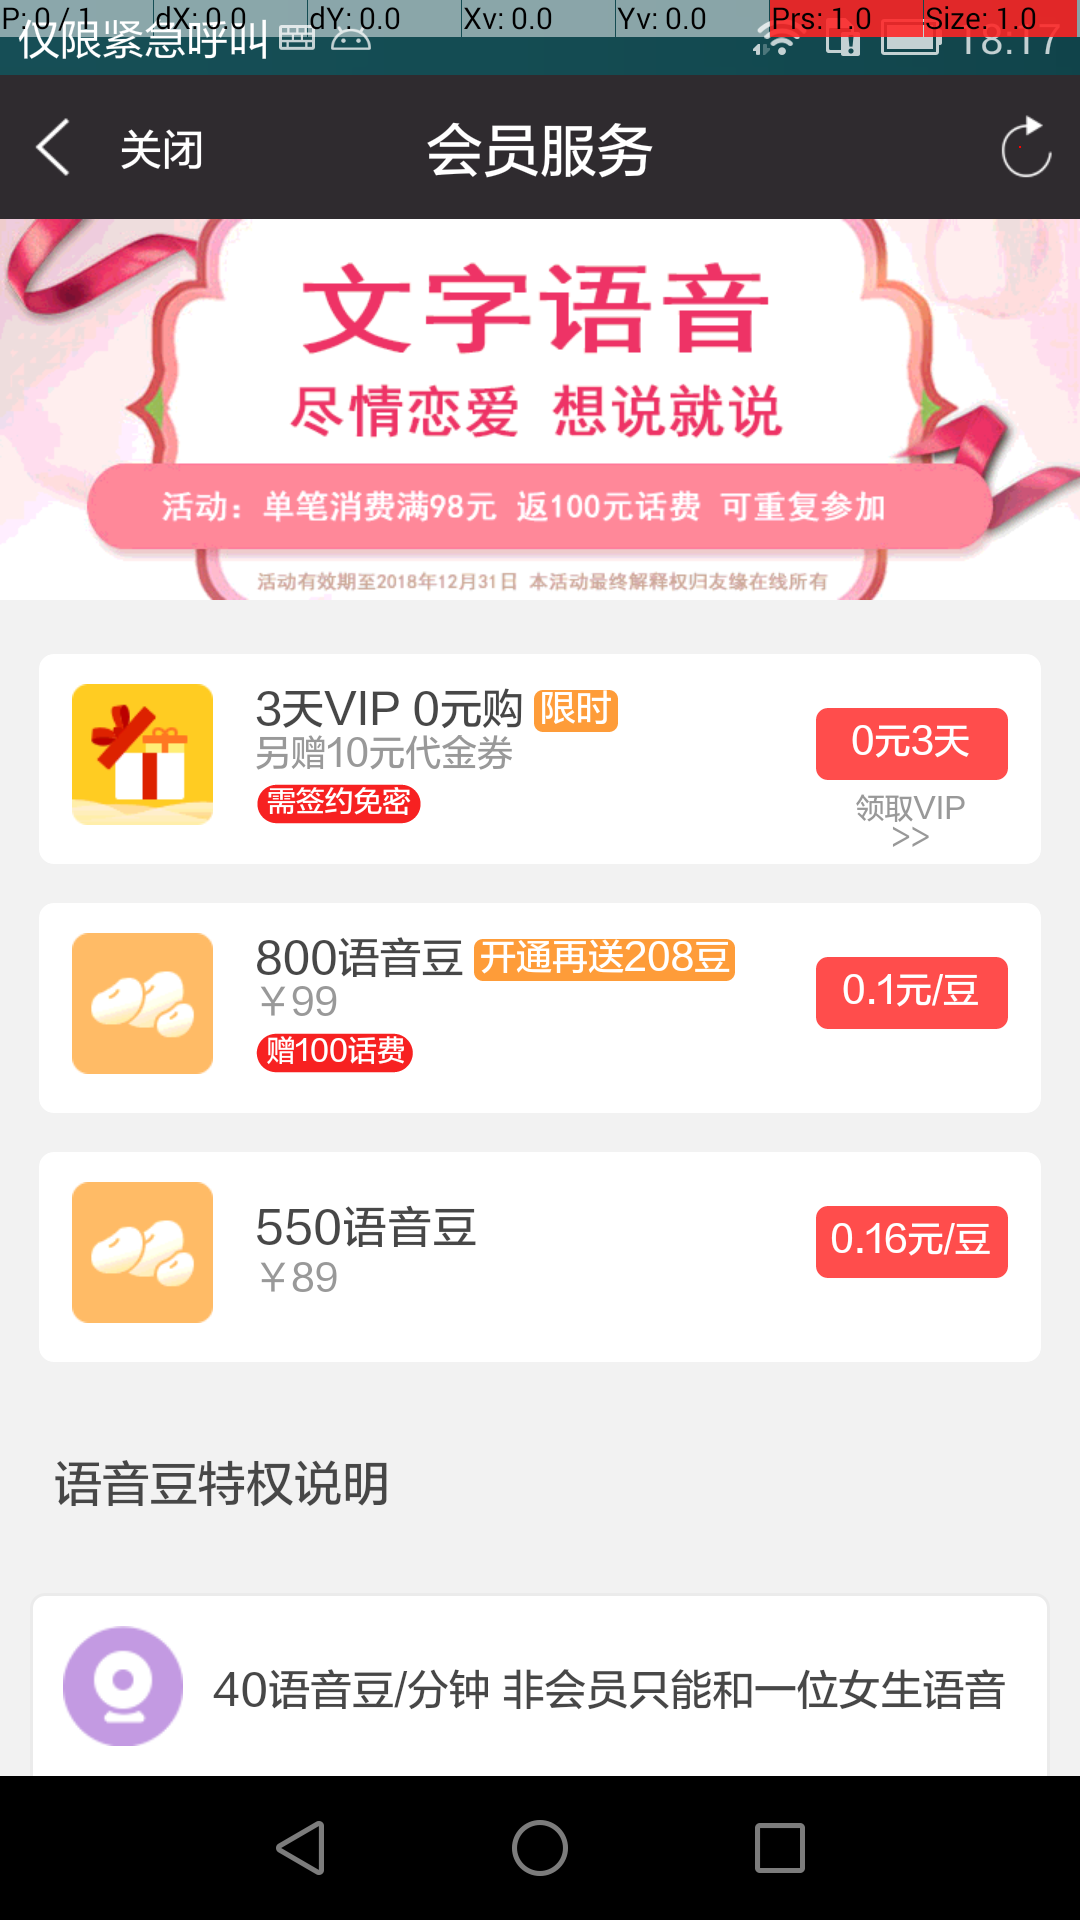 P: 0 / 1 dX: 0.0 dY: 0.0 Xv: 0.0 Yv: 0.0 Prs: 1.0 Size: 1.0
仅限紧急呼叫 18:17
关闭 会员服务
文字语音
尽情恋爱 想说就说
活动：单笔消费满98元 返100元话费 可重复参加
活动有效期至2018年12月31日 本活动最终解释权归友缘在线所有
3天VIP 0元购 限时
另赠10元代金券
需签约免密
0元3天
领取VIP
>>
800语音豆 开通再送208豆
￥99
赠100话费
0.1元/豆
550语音豆
￥89
0.16元/豆
语音豆特权说明
40语音豆/分钟 非会员只能和一位女生语音